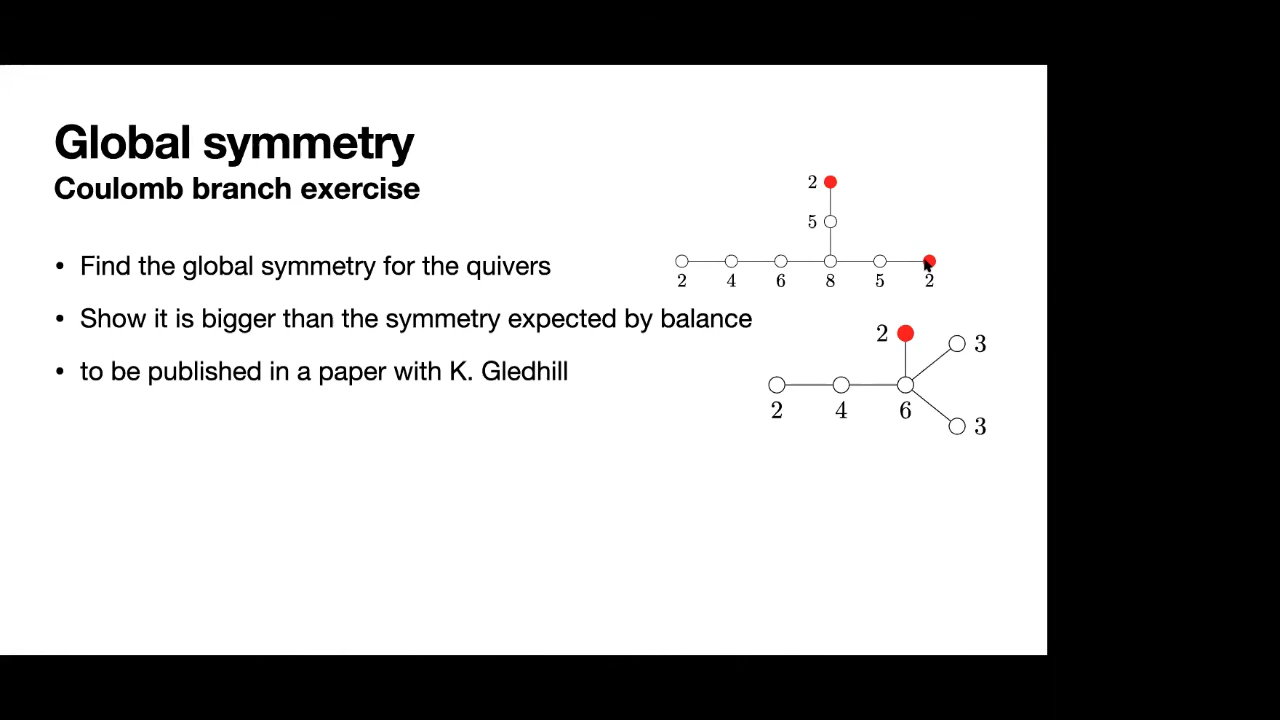 Global symmetry
Coulomb branch exercise
• Find the global symmetry for the quivers
• Show it is bigger than the symmetry expected by balance
• to be published in a paper with K. Gledhill
2
5
2 4 6 8 5 2
2
3
2 4 6
3